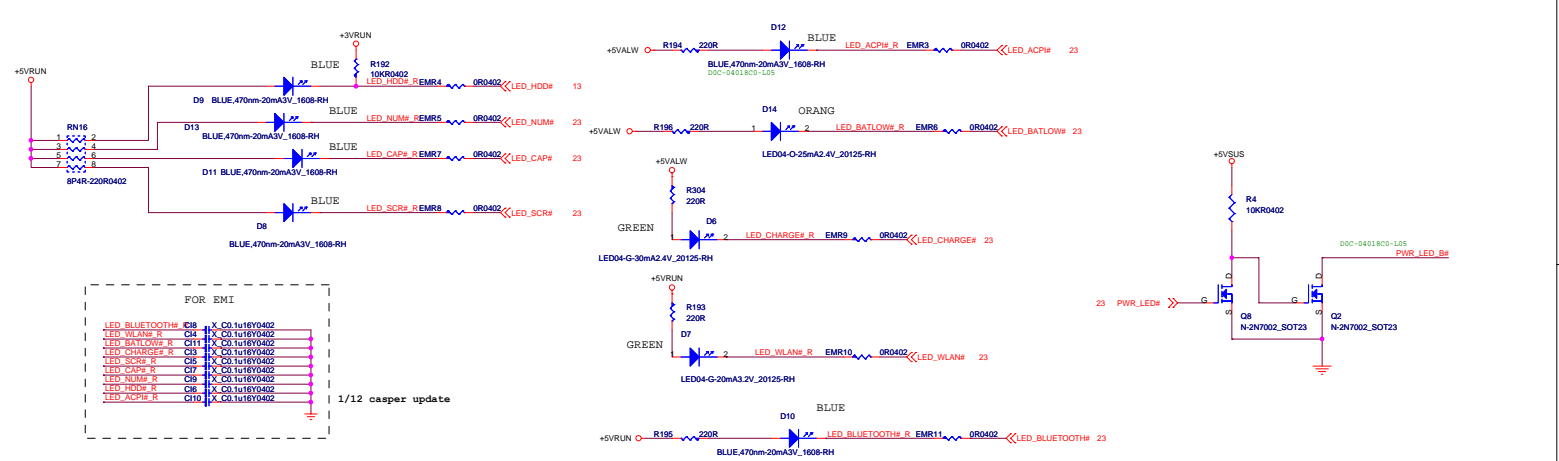 +5VRUN
RN16
1 2
3 4
5 6
7 8
8P4R-220R0402
+3VRUN
R192
10KR0402
BLUE
LED_HDD#_R EMR4 0R0402 LED_HDD# 13
D9 BLUE,470nm-20mA3V_1608-RH
BLUE
LED_NUM#_R EMR5 0R0402 LED_NUM# 23
D13
BLUE,470nm-20mA3V_1608-RH
BLUE
LED_CAP#_R EMR7 0R0402 LED_CAP# 23
D11 BLUE,470nm-20mA3V_1608-RH
BLUE
LED_SCR#_R EMR8 0R0402 LED_SCR# 23
D8
BLUE,470nm-20mA3V_1608-RH
FOR EMI
LED_BLUETOOTH#_R CI8 X_C0.1u16Y0402
LED_WLAN#_R CI4 X_C0.1u16Y0402
LED_BATLOW#_R CI11 X_C0.1u16Y0402
LED_CHARGE#_R CI3 X_C0.1u16Y0402
LED_SCR#_R CI5 X_C0.1u16Y0402
LED_CAP#_R CI7 X_C0.1u16Y0402
LED_NUM#_R CI9 X_C0.1u16Y0402
LED_HDD#_R CI6 X_C0.1u16Y0402
LED_ACPI#_R CI10 X_C0.1u16Y0402
1/12 casper update
D12
BLUE
+5VALW R194 220R LED_ACPI#_R EMR3 0R0402 LED_ACPI# 23
BLUE,470nm-20mA3V_1608-RH
D0C-04018C0-L05
D14
ORANG
+5VALW R196 220R 1 2 LED_BATLOW#_R EMR6 0R0402 LED_BATLOW# 23
LED04-O-25mA2.4V_20125-RH
+5VALW
R304
220R
GREEN
D6
1 2 LED_CHARGE#_R EMR9 0R0402 LED_CHARGE# 23
LED04-G-30mA2.4V_20125-RH
+5VRUN
R193
220R
GREEN
D7
1 2 LED_WLAN#_R EMR10 0R0402 LED_WLAN# 23
LED04-G-20mA3.2V_20125-RH
BLUE
D10
+5VRUN R195 220R LED_BLUETOOTH#_R EMR11 0R0402 LED_BLUETOOTH# 23
BLUE,470nm-20mA3V_1608-RH
+5VSUS
R4
10KR0402
D0C-04018C0-L05
PWR_LED_B#
23 PWR_LED# G D S
Q8
N-2N7002_SOT23
G D S
Q2
N-2N7002_SOT23